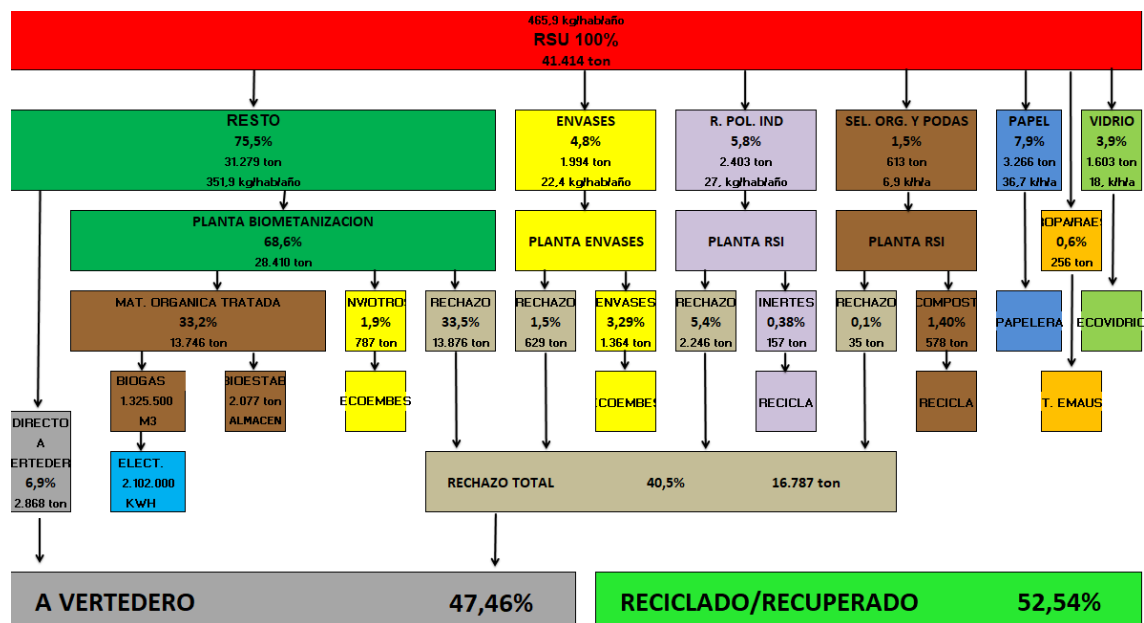 465,9 kg/hab/año
RSU 100%
41.414 ton
RESTO
75,5%
31.279 ton
351,9 kg/hab/año
ENVASES
4,8%
1.994 ton
22,4 kg/hab/año
R. POL. IND
5,8%
2.403 ton
27, kg/hab/año
SEL. ORG. Y PODAS
1,5%
613 ton
6,9 k/h/a
PAPEL
7,9%
3.266 ton
36,7 k/h/a
VIDRIO
3,9%
1.603 ton
18, k/h/a
PLANTA BIOMETANIZACION
68,6%
28.410 ton
PLANTA ENVASES
PLANTA RSI
PLANTA RSI
0,6%
256 ton
MAT. ORGANICA TRATADA
33,2%
13.746 ton
NV/OTROS
1,9%
787 ton
RECHAZO
33,5%
13.876 ton
RECHAZO
1,5%
629 ton
ENVASES
3,29%
1.364 ton
RECHAZO
5,4%
2.246 ton
INERTES
0,38%
157 ton
RECHAZO
0,1%
35 ton
COMPOST
1,40%
578 ton
PAPELERA
ECOVIDRIO
BIOGAS
1.325.500
M3
BIOESTAB
2.077 ton
ALMACEN
ECOEMBES
ECOEMBES
RECICLA
RECICLA
T. EMAUS
DIRECTO
A
ERTEDER
6,9%
2.868 ton
ELECT.
2.102.000
KWH
RECHAZO TOTAL 40,5% 16.787 ton
A VERTEDERO 47,46%
RECICLADO/RECUPERADO 52,54%